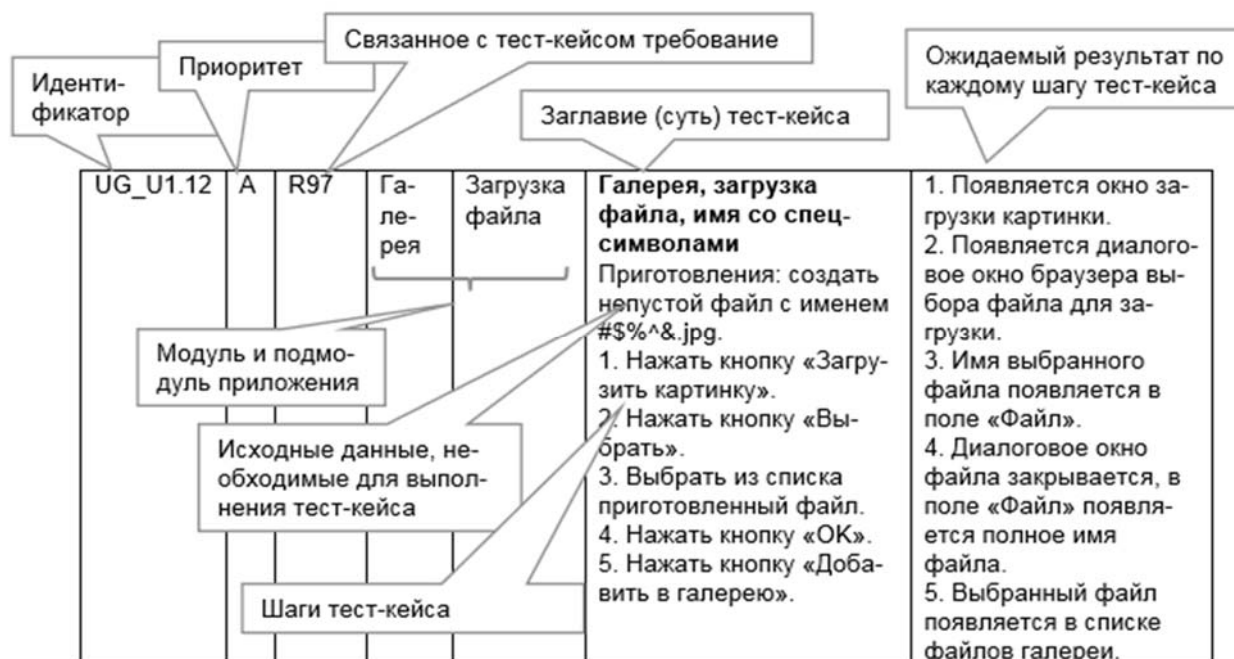 Связанное с тест-кейсом требование
Приоритет
Иденти-
фикатор
Ожидаемый результат по
каждому шагу тест-кейса
Заглавие (суть) тест-кейса
UG_U1.12
A
R97
Га-
ле-
рея
Загрузка
файла
Модуль и подмо-
дуль приложения
Исходные данные, не-
обходимые для выпол-
нения тест-кейса
Шаги тест-кейса
Галерея, загрузка
файла, имя со спец-
символами
Приготовления: создать
непустой файл с именем
#$%^&.jpg.
1. Нажать кнопку «Загру-
зить картинку».
2. Нажать кнопку «Вы-
брать».
3. Выбрать из списка
приготовленный файл.
4. Нажать кнопку «OK».
5. Нажать кнопку «Доба-
вить в галерею».
1. Появляется окно за-
грузки картинки.
2. Появляется диалого-
вое окно браузера вы-
бора файла для за-
грузки.
3. Имя выбранного
файла появляется в
поле «Файл».
4. Диалоговое окно
файла закрывается, в
поле «Файл» появля-
ется полное имя
файла.
5. Выбранный файл
появляется в списке
файлов галереи.